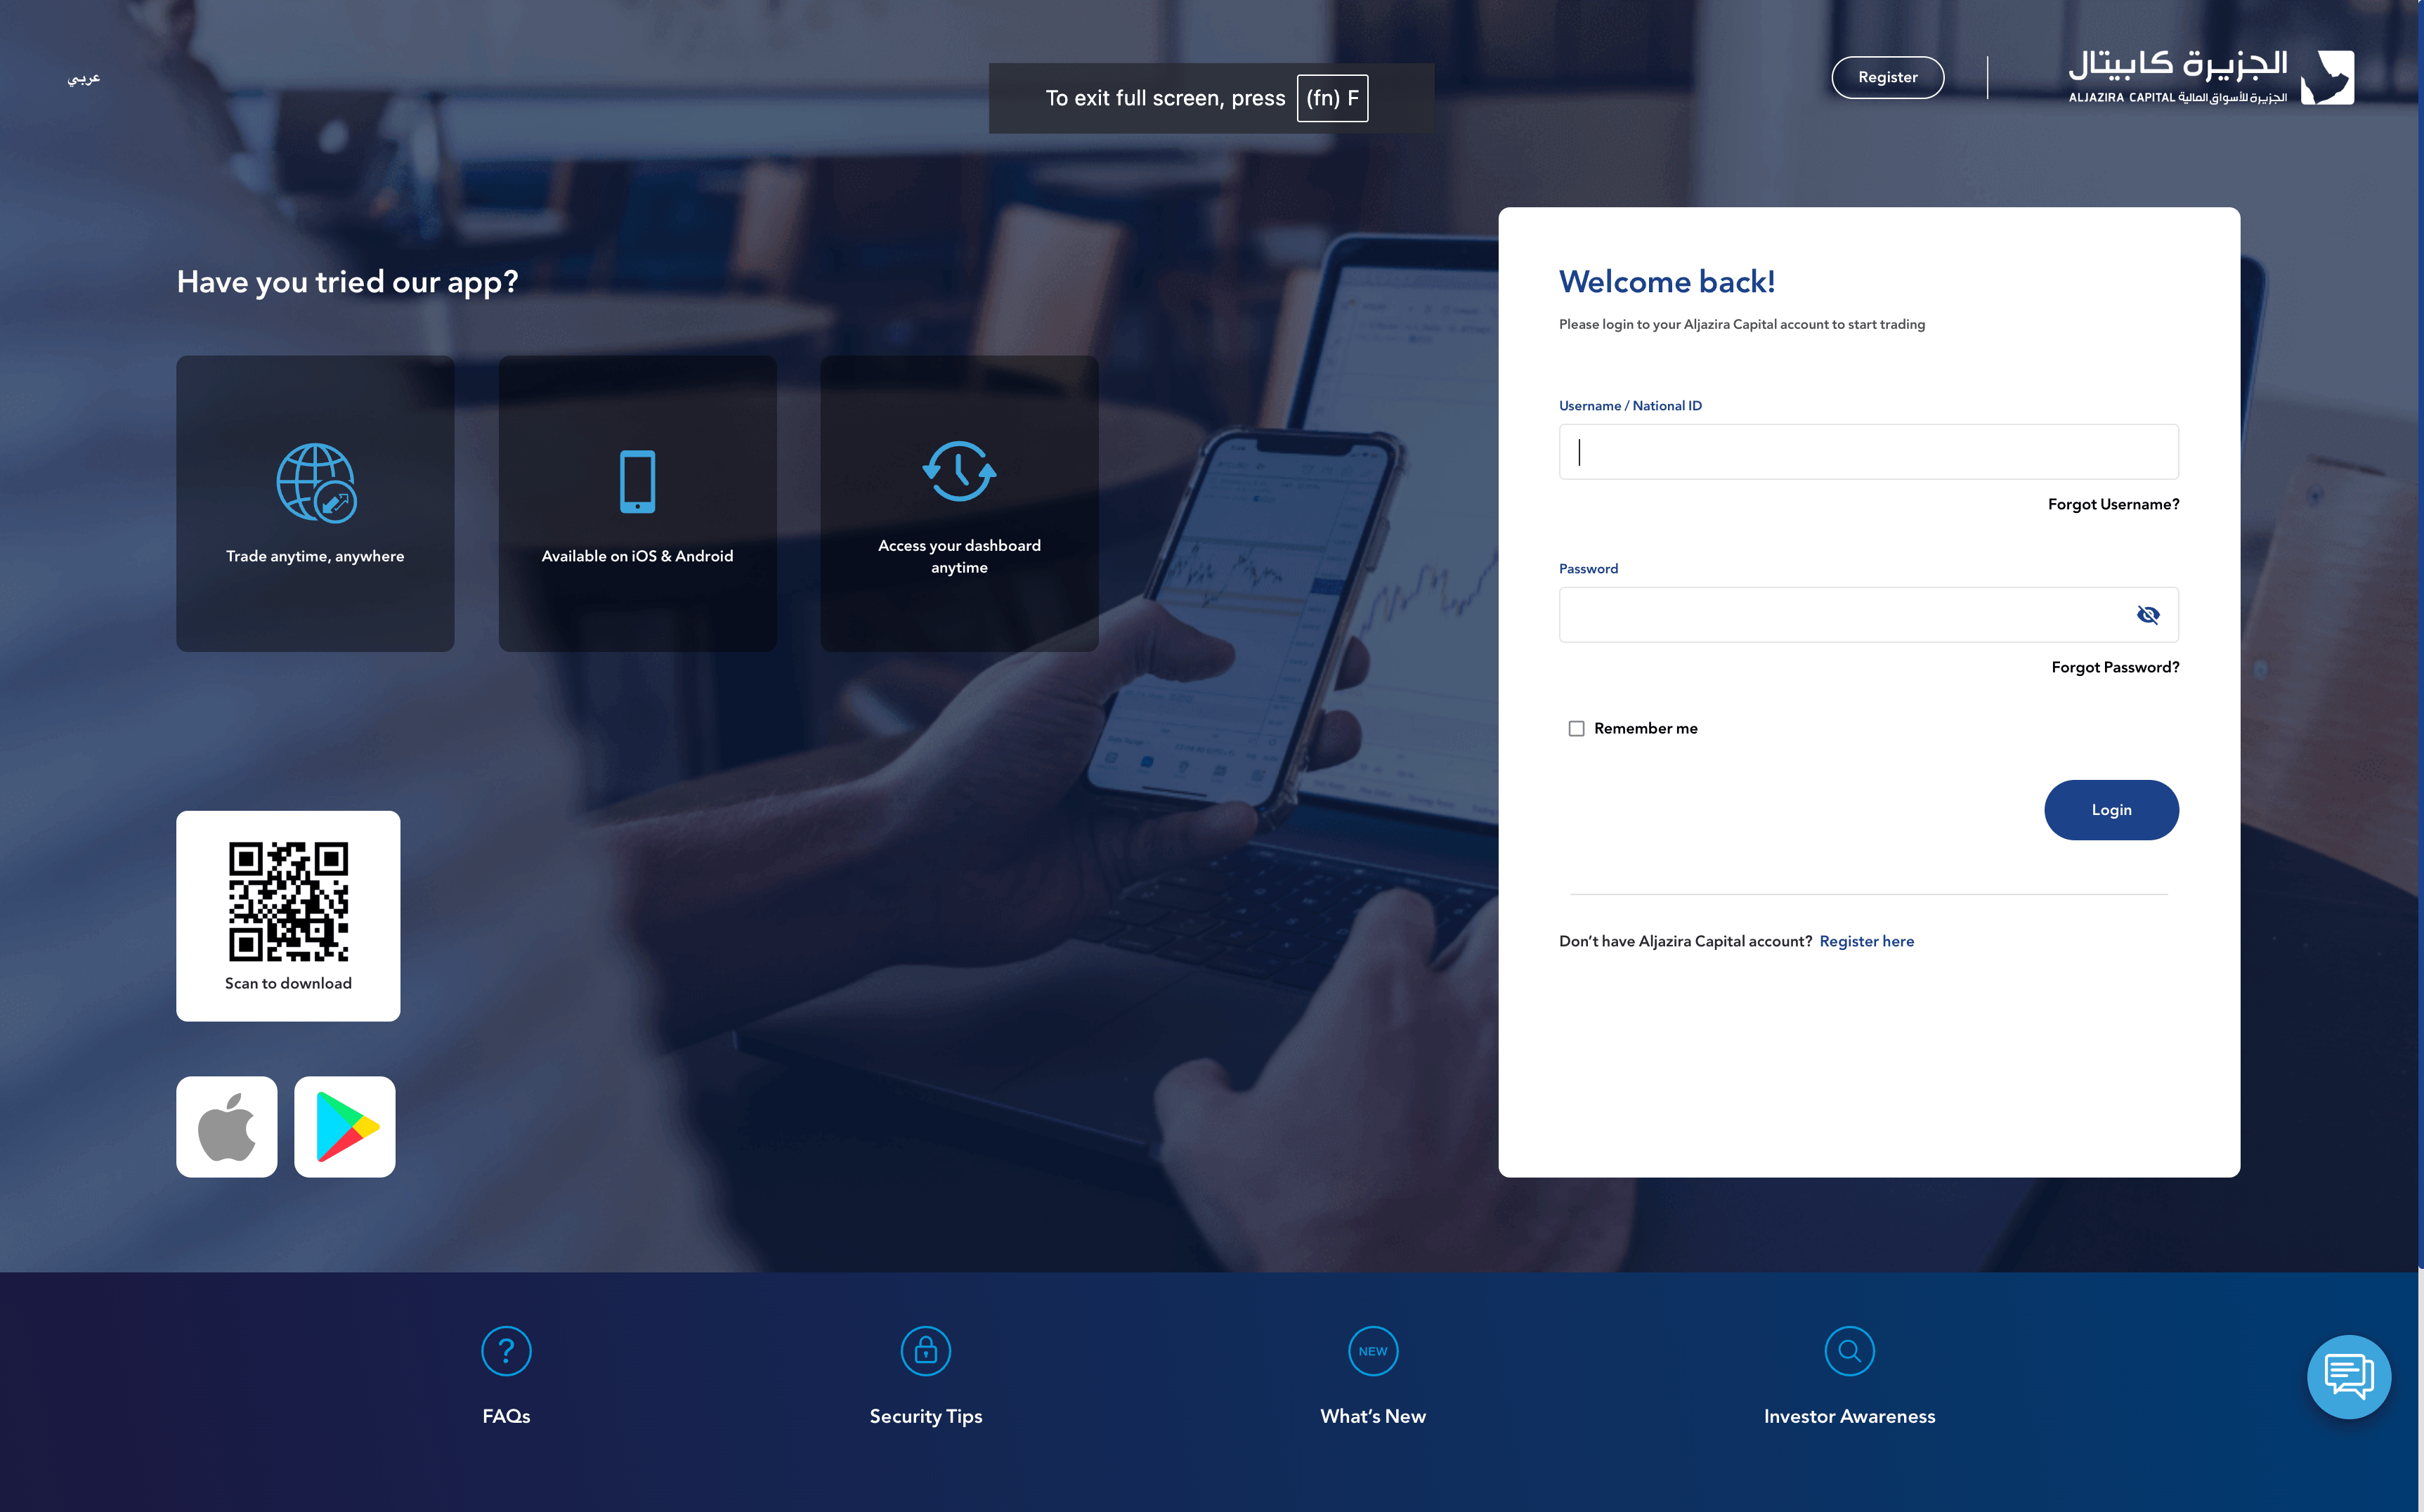 عربي
To exit full screen, press (fn) F
Register
الجزيرة كابيتال
ALJAZIRA CAPITAL الجزيرة للأسواق المالية
Have you tried our app?
Trade anytime, anywhere
Available on iOS & Android
Access your dashboard
anytime
Scan to download
Welcome back!
Please login to your Aljazira Capital account to start trading
Username / National ID
Forgot Username?
Password
Forgot Password?
Remember me
Login
Don’t have Aljazira Capital account? Register here
FAQs
Security Tips
NEW
What’s New
Investor Awareness